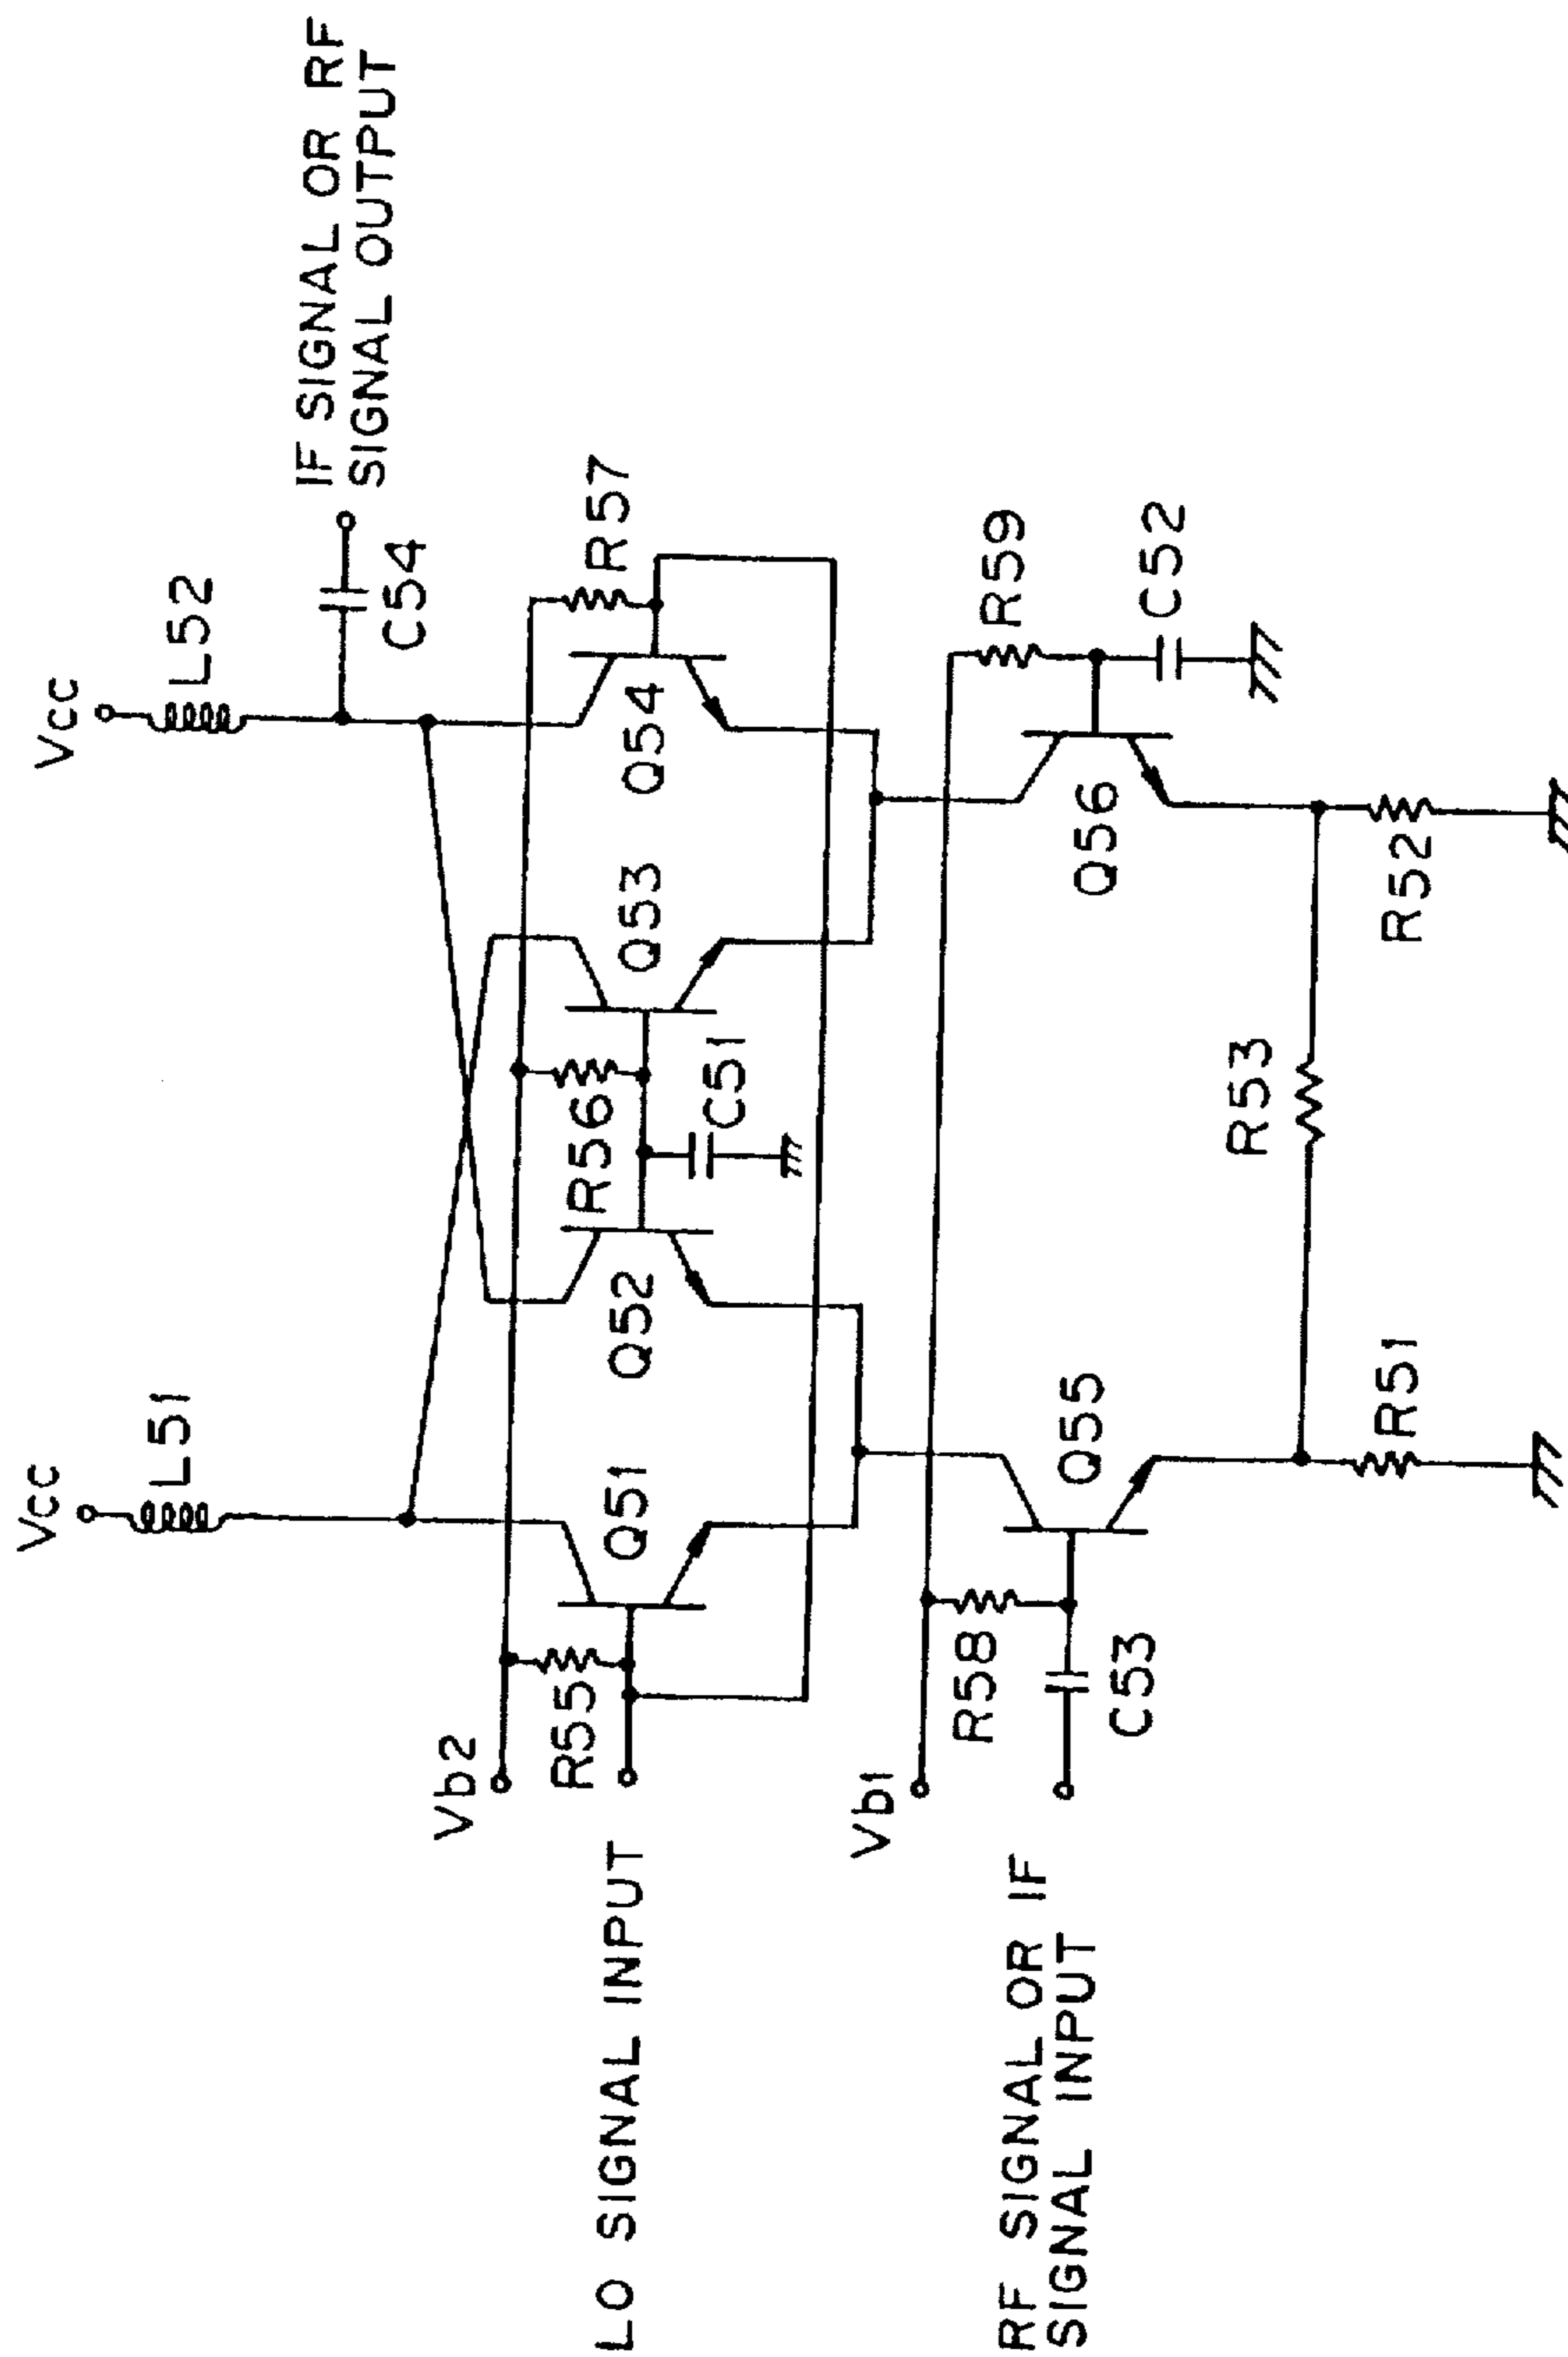 Vcc
Vcc
L51
L52
IF SIGNAL OR RF
SIGNAL OUTPUT
C54
Vb2
R55
Q51
Q52
R56
C51
Q53
Q54
R57
LO SIGNAL INPUT
Vb1
R58
C53
Q55
Q56
R59
C52
RF SIGNAL OR IF
SIGNAL INPUT
R53
R51
R52